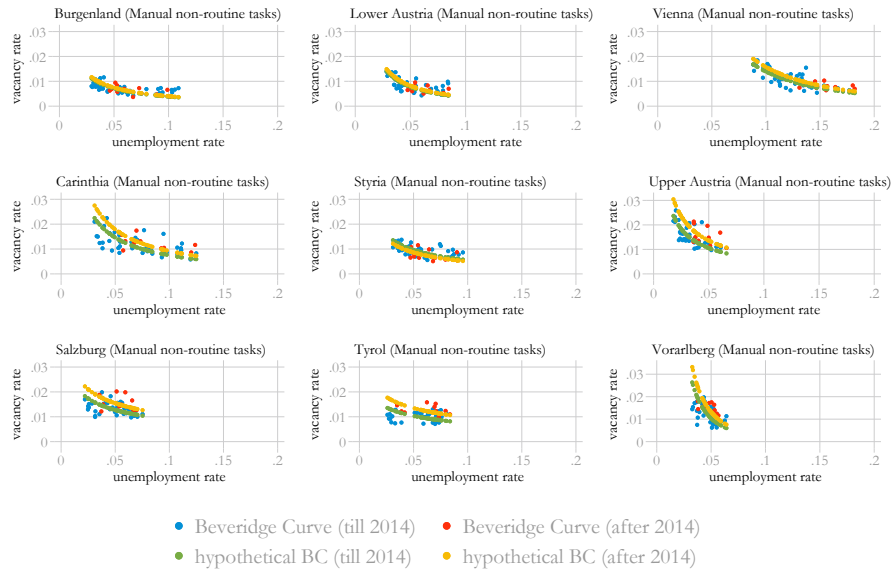 Burgenland (Manual non-routine tasks)
Lower Austria (Manual non-routine tasks)
Vienna (Manual non-routine tasks)
vacancy rate
.03
.02
.01
0
0
.05
.1
.15
.2
unemployment rate
vacancy rate
.03
.02
.01
0
0
.05
.1
.15
.2
unemployment rate
vacancy rate
.03
.02
.01
0
0
.05
.1
.15
.2
unemployment rate
Carinthia (Manual non-routine tasks)
Styria (Manual non-routine tasks)
Upper Austria (Manual non-routine tasks)
vacancy rate
.03
.02
.01
0
0
.05
.1
.15
.2
unemployment rate
vacancy rate
.03
.02
.01
0
0
.05
.1
.15
.2
unemployment rate
vacancy rate
.03
.02
.01
0
0
.05
.1
.15
.2
unemployment rate
Salzburg (Manual non-routine tasks)
Tyrol (Manual non-routine tasks)
Vorarlberg (Manual non-routine tasks)
vacancy rate
.03
.02
.01
0
0
.05
.1
.15
.2
unemployment rate
vacancy rate
.03
.02
.01
0
0
.05
.1
.15
.2
unemployment rate
vacancy rate
.03
.02
.01
0
0
.05
.1
.15
.2
unemployment rate
Beveridge Curve (till 2014)
Beveridge Curve (after 2014)
hypothetical BC (till 2014)
hypothetical BC (after 2014)